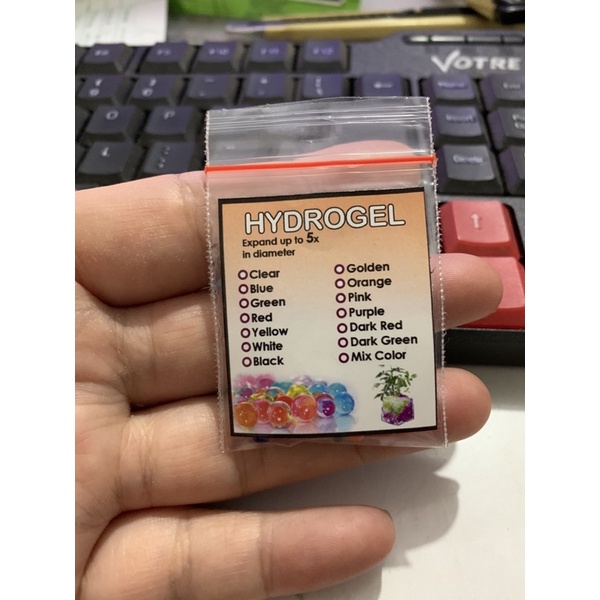 VOTRE
HYDROGEL
Expand up to 5x
in diameter
Clear
Blue
Green
Red
Yellow
White
Black
Golden
Orange
Pink
Purple
Dark Red
Dark Green
Mix Color